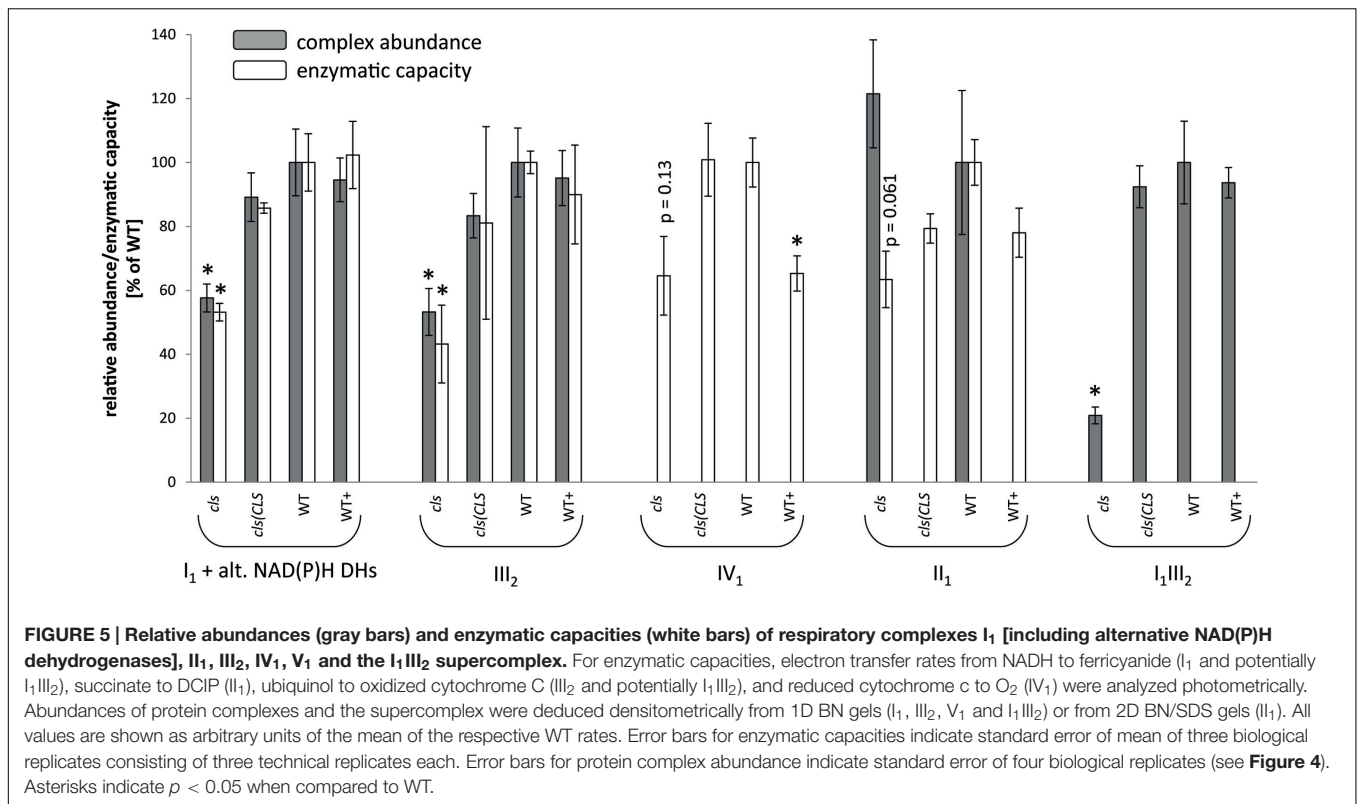 complex abundance
enzymatic capacity
relative abundance/enzymatic capacity
[% of WT]
140
120
100
80
60
40
20
0
* * * * p = 0.13 * p = 0.061 *
cls cls(CLS WT WT+ cls cls(CLS WT WT+ cls cls(CLS WT WT+ cls cls(CLS WT WT+ cls cls(CLS WT WT+
I₁ + alt. NAD(P)H DHs III₂ IV₁ II₁ I₁III₂
FIGURE 5 | Relative abundances (gray bars) and enzymatic capacities (white bars) of respiratory complexes I₁ [including alternative NAD(P)H
dehydrogenases], II₁, III₂, IV₁, V₁ and the I₁III₂ supercomplex. For enzymatic capacities, electron transfer rates from NADH to ferricyanide (I₁ and potentially
I₁III₂), succinate to DCIP (II₁), ubiquinol to oxidized cytochrome C (III₂ and potentially I₁III₂), and reduced cytochrome c to O₂ (IV₁) were analyzed photometrically.
Abundances of protein complexes and the supercomplex were deduced densitometrically from 1D BN gels (I₁, III₂, V₁ and I₁III₂) or from 2D BN/SDS gels (II₁). All
values are shown as arbitrary units of the mean of the respective WT rates. Error bars for enzymatic capacities indicate standard error of mean of three biological
replicates consisting of three technical replicates each. Error bars for protein complex abundance indicate standard error of four biological replicates (see Figure 4).
Asterisks indicate p < 0.05 when compared to WT.